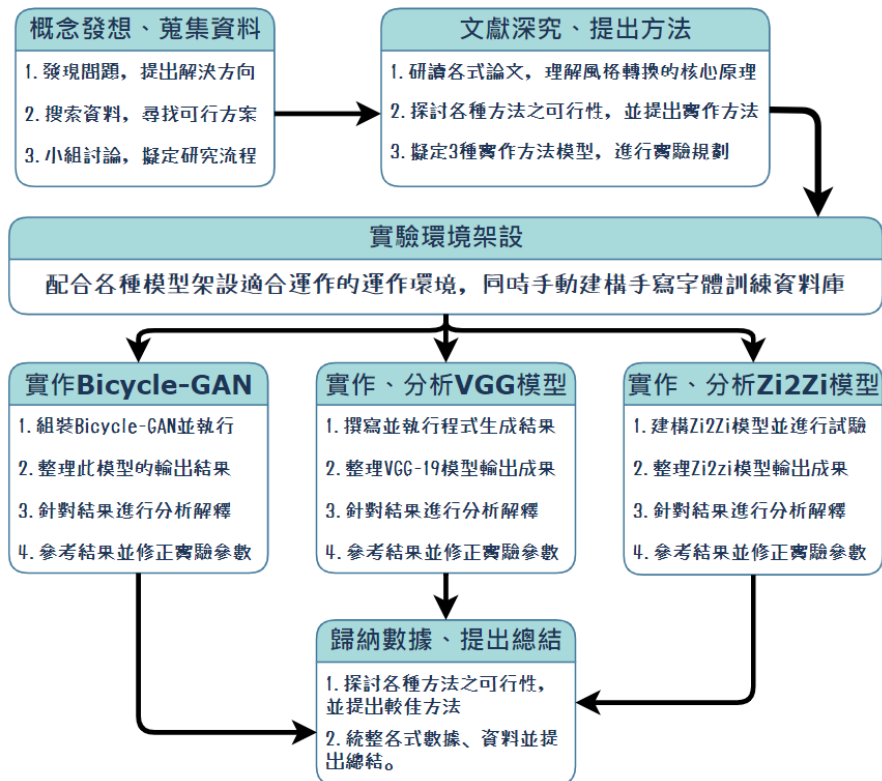 概念發想、蒐集資料
1. 發現問題，提出解決方向
2. 搜索資料，尋找可行方案
3. 小組討論，擬定研究流程
文獻深究、提出方法
1. 研讀各式論文，理解風格轉換的核心原理
2. 探討各種方法之可行性，並提出實作方法
3. 擬定3種實作方法模型，進行實驗規劃
實驗環境架設
配合各種模型架設適合運作的運作環境，同時手動建構手寫字體訓練資料庫
實作Bicycle-GAN
1. 組裝Bicycle-GAN並執行
2. 整理此模型的輸出結果
3. 針對結果進行分析解釋
4. 參考結果並修正實驗參數
實作、分析VGG模型
1. 撰寫並執行程式生成結果
2. 整理VGG-19模型輸出成果
3. 針對結果進行分析解釋
4. 參考結果並修正實驗參數
實作、分析Zi2Zi模型
1. 建構Zi2Zi模型並進行試驗
2. 整理Zi2zi模型輸出成果
3. 針對結果進行分析解釋
4. 參考結果並修正實驗參數
歸納數據、提出總結
1. 探討各種方法之可行性，
並提出較佳方法
2. 統整各式數據、資料並提
出總結。